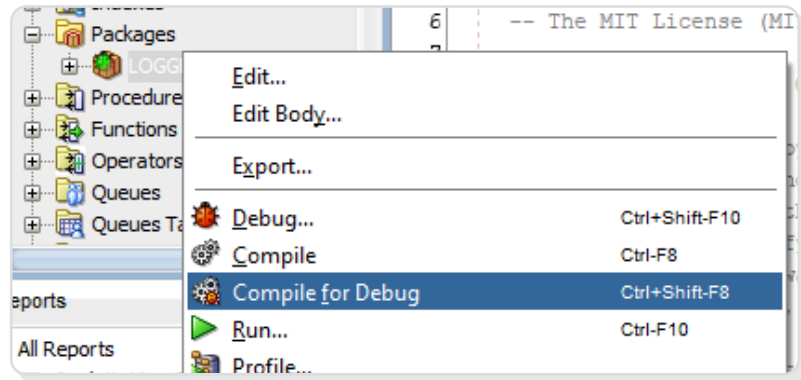 Packages
6 -- The MIT License (MI
LOGG
Edit...
Procedure
Edit Body...
Functions
Operators
Export...
Queues
Queues Ta
Debug... Ctrl+Shift-F10
Compile Ctrl-F8
Compile for Debug Ctrl+Shift-F8
eports
Run... Ctrl-F10
All Reports
Profile...